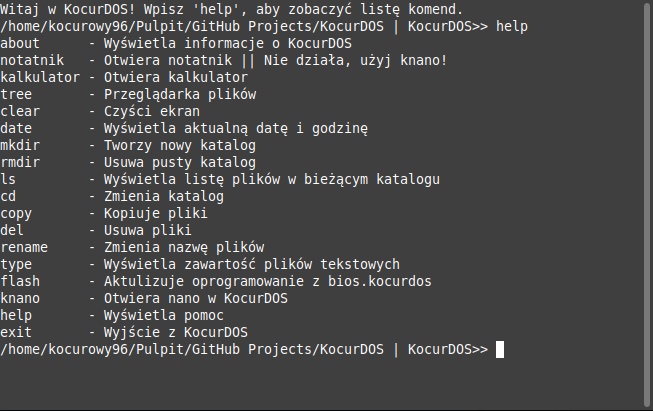 Witaj w KocurDOS! Wpisz 'help', aby zobaczyć listę komend.
/home/kocurowy96/Pulpit/GitHub Projects/KocurDOS | KocurDOS>> help
about      - Wyświetla informacje o KocurDOS
notatnik   - Otwiera notatnik || Nie działa, użyj knano!
kalkulator - Otwiera kalkulator
tree       - Przeglądarka plików
clear      - Czyści ekran
date       - Wyświetla aktualną datę i godzinę
mkdir      - Tworzy nowy katalog
rmdir      - Usuwa pusty katalog
ls         - Wyświetla listę plików w bieżącym katalogu
cd         - Zmienia katalog
copy       - Kopiuje pliki
del        - Usuwa pliki
rename     - Zmienia nazwę plików
type       - Wyświetla zawartość plików tekstowych
flash      - Aktulizuje oprogramowanie z bios.kocurdos
knano      - Otwiera nano w KocurDOS
help       - Wyświetla pomoc
exit       - Wyjście z KocurDOS
/home/kocurowy96/Pulpit/GitHub Projects/KocurDOS | KocurDOS>>